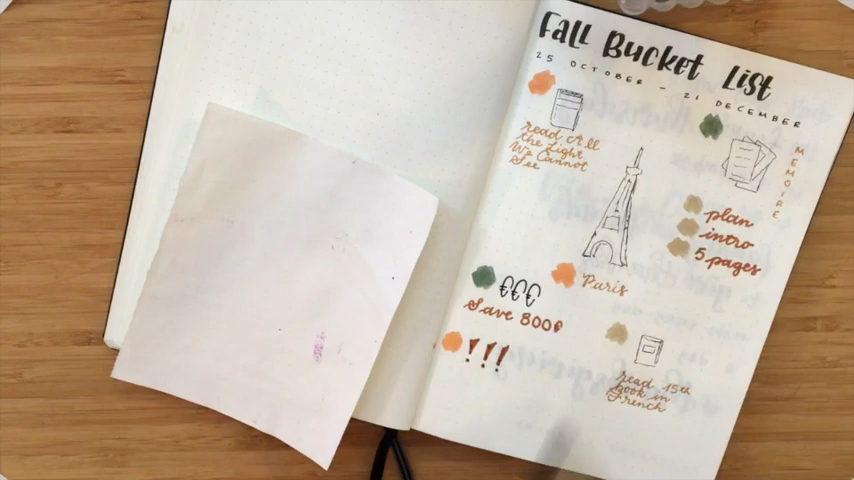 Fall Bucket List
25 OCTOBER - 21 DECEMBER
read All
the Light
We Cannot
See
MEMOIRE
plan
intro
5 pages
Paris
€€€
Save 800€
!!!
read 15th
book in
French